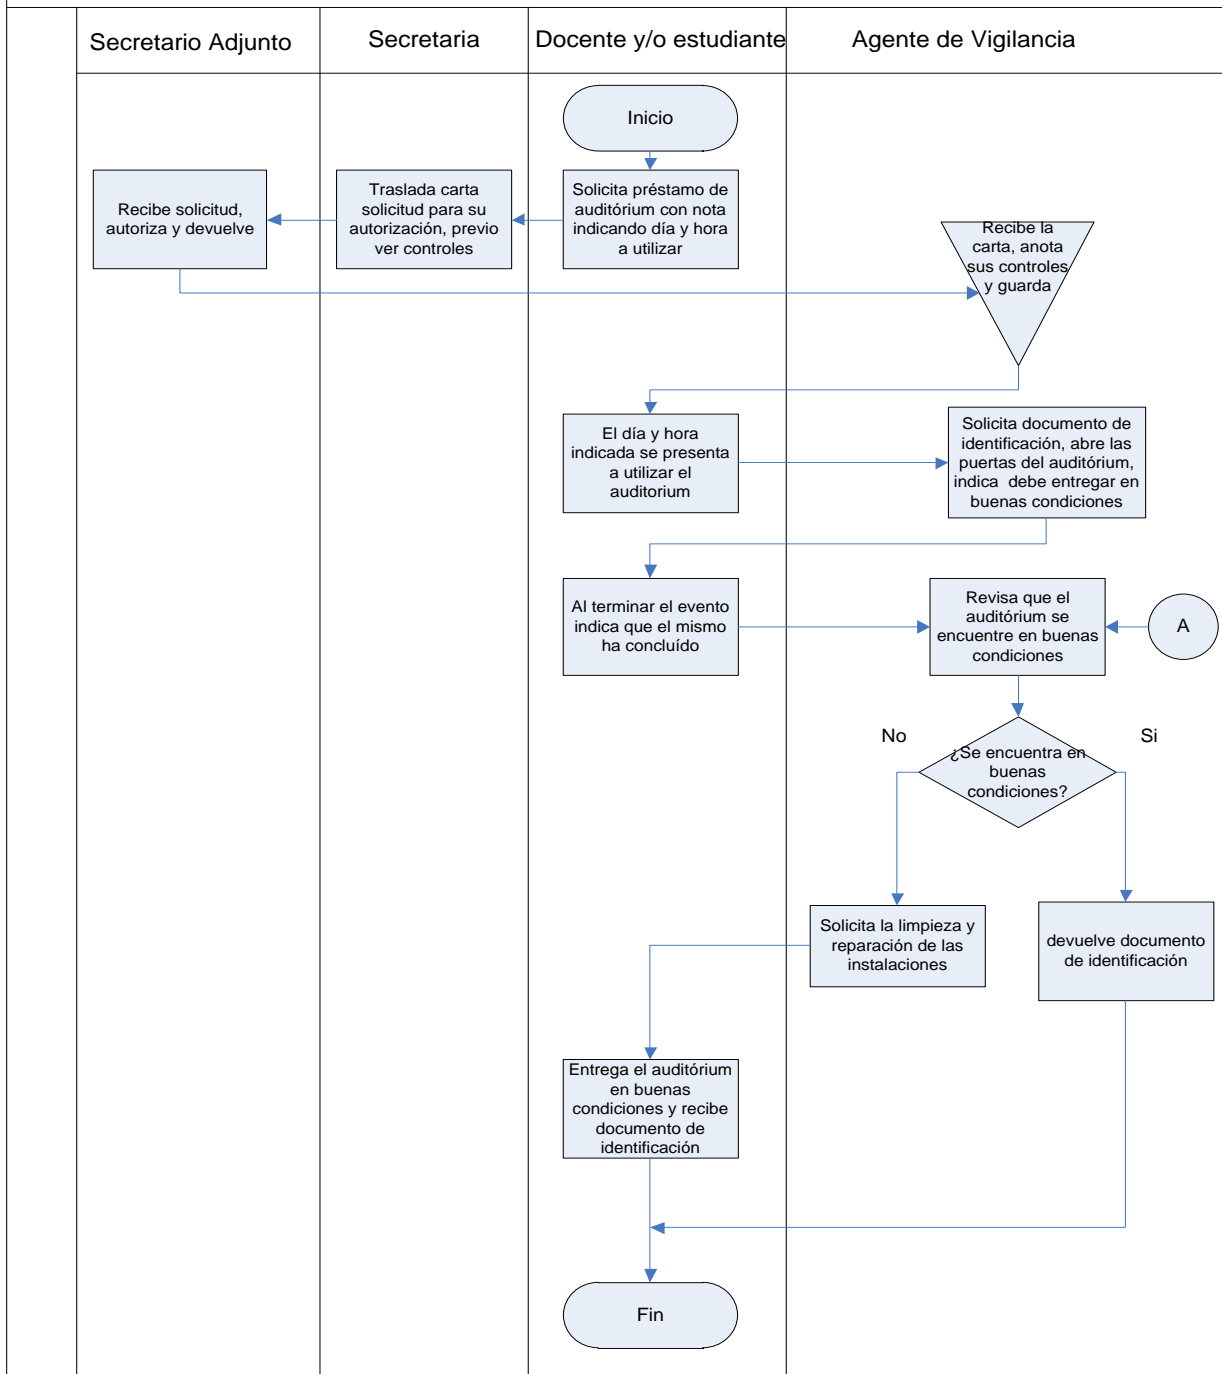 Secretario Adjunto
Secretaria
Docente y/o estudiante
Agente de Vigilancia
Inicio
Solicita préstamo de
auditórium con nota
indicando día y hora
a utilizar
Traslada carta
solicitud para su
autorización, previo
ver controles
Recibe solicitud,
autoriza y devuelve
Recibe la
carta, anota
sus controles
y guarda
El día y hora
indicada se presenta
a utilizar el
auditorium
Solicita documento de
identificación, abre las
puertas del auditórium,
indica debe entregar en
buenas condiciones
Al terminar el evento
indica que el mismo
ha concluído
Revisa que el
auditórium se
encuentre en buenas
condiciones
A
No
Si
¿Se encuentra en
buenas
condiciones?
Solicita la limpieza y
reparación de las
instalaciones
devuelve documento
de identificación
Entrega el auditórium
en buenas
condiciones y recibe
documento de
identificación
Fin